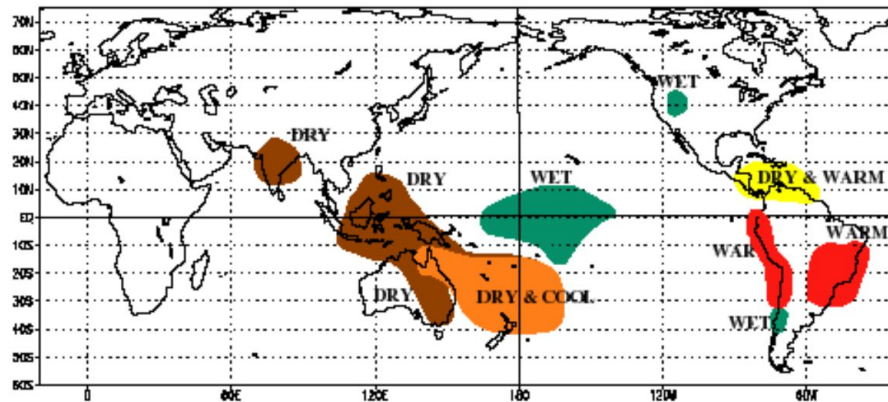 70N
60N
50N
WET
40N
30N
DRY
20N
DRY
WET
DRY & WARM
10N
EQ
WARM
10S
WAR
20S
DRY
DRY & COOL
30S
WET
40S
50S
60S
0
60E
120E
180
120W
60W